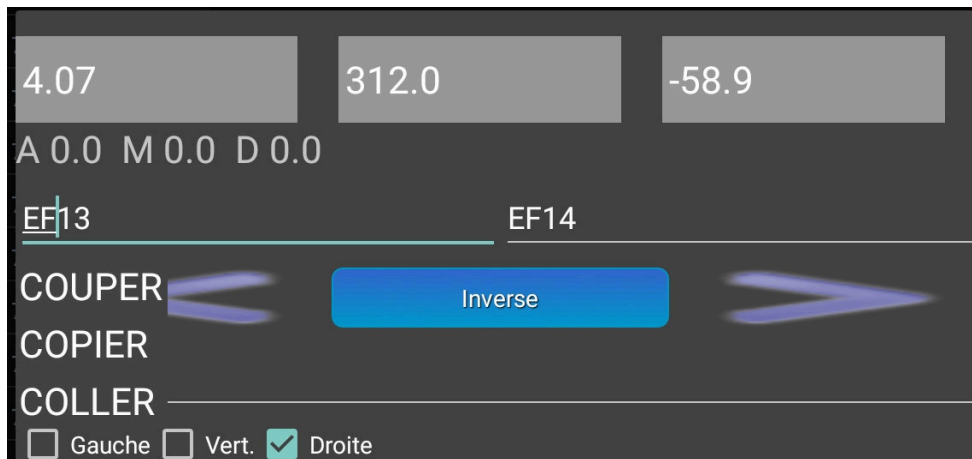 4.07 312.0 -58.9
A 0.0 M 0.0 D 0.0
EF13 EF14
COUPER Inverse
COPIER
COLLER
Gauche Vert. Droite